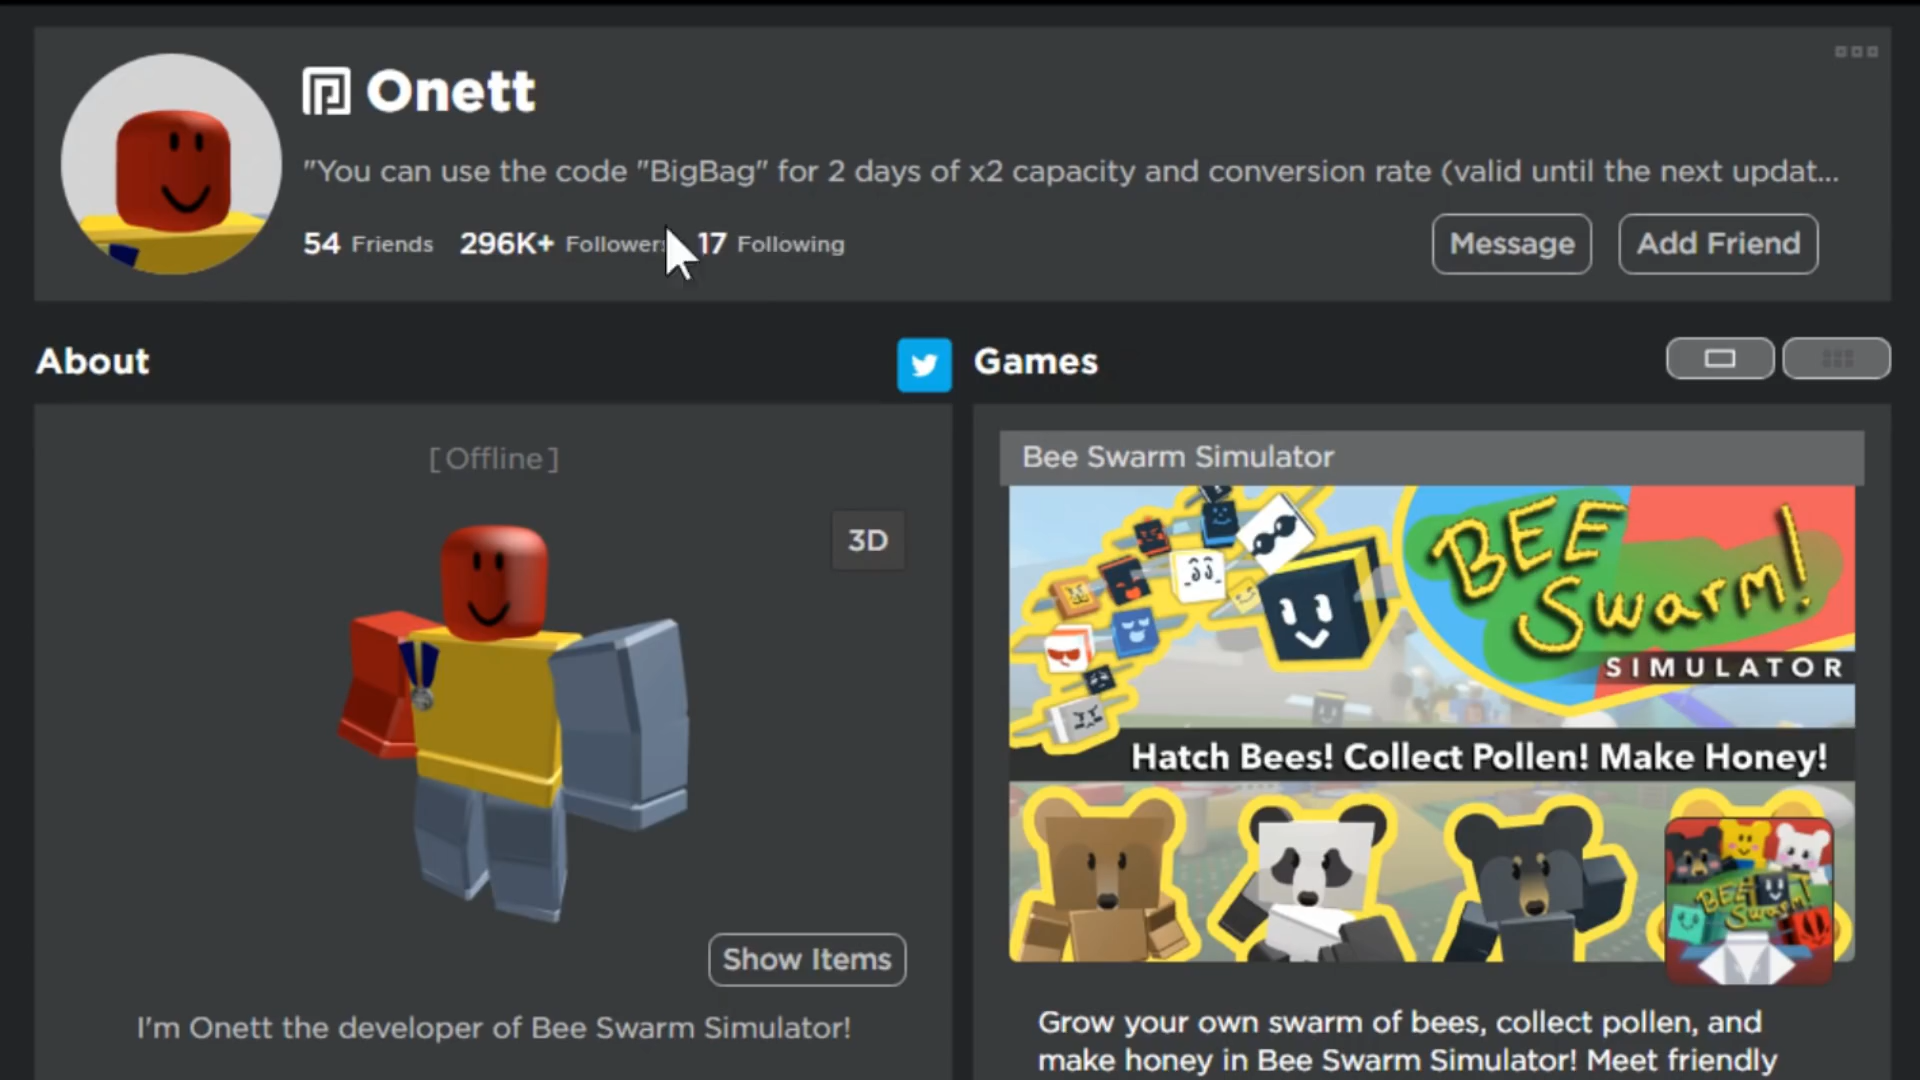 Onett
"You can use the code "BigBag" for 2 days of x2 capacity and conversion rate (valid until the next updat...
54 Friends 296K+ Followers 17 Following
Message
Add Friend
About
Games
[Offline]
3D
Show Items
I'm Onett the developer of Bee Swarm Simulator!
Bee Swarm Simulator
BEE
Swarm!
SIMULATOR
Hatch Bees! Collect Pollen! Make Honey!
BEE
Swarm!
Grow your own swarm of bees, collect pollen, and
make honey in Bee Swarm Simulator! Meet friendly